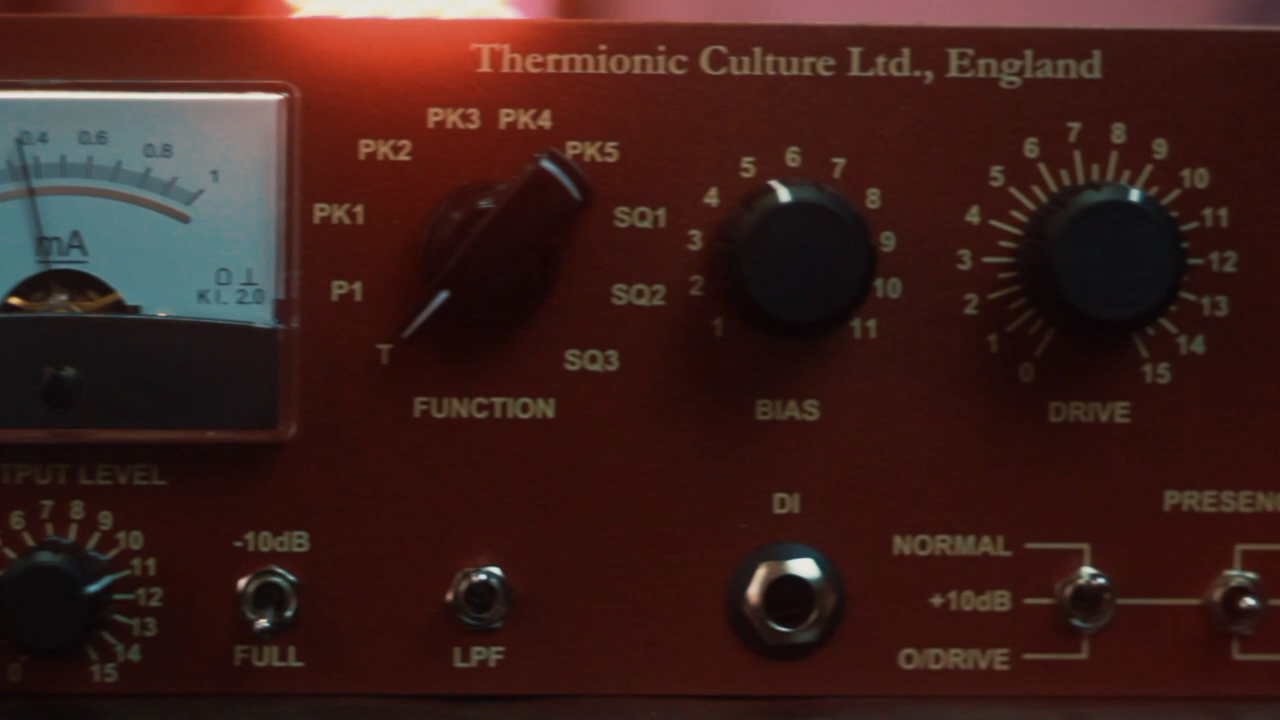 Thermionic Culture Ltd., England
0.4 0.6 0.8 1
mA
KL 2.0
T P1 PK1 PK2 PK3 PK4 PK5 SQ1 SQ2 SQ3
FUNCTION
1 2 3 4 5 6 7 8 9 10 11
BIAS
0 1 2 3 4 5 6 7 8 9 10 11 12 13 14 15
DRIVE
TPUT LEVEL
0 6 7 8 9 10 11 12 13 14 15
-10dB
FULL
LPF
DI
NORMAL
+10dB
O/DRIVE
PRESEN